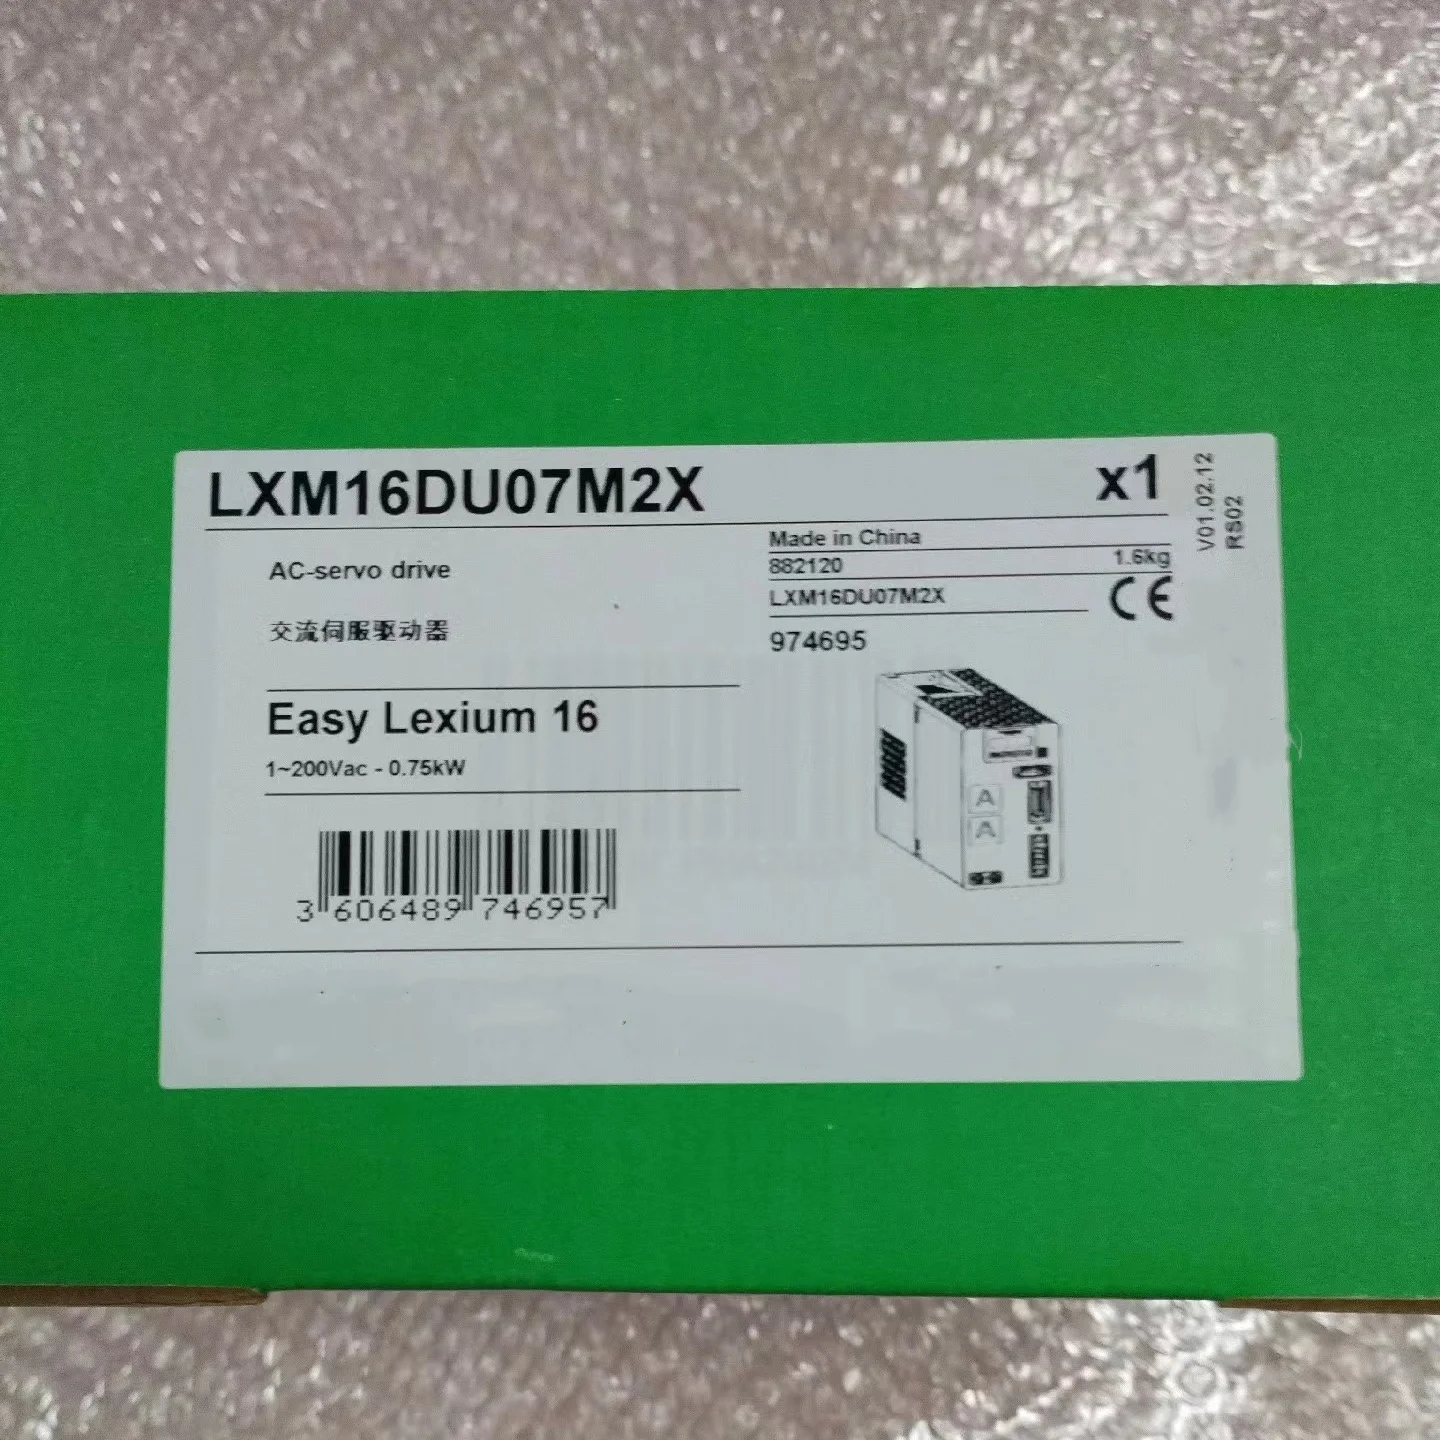 LXM16DU07M2X x1
V01.02.12
RS02
AC-servo drive
交流伺服驱动器
Made in China
882120 1.6kg
LXM16DU07M2X
CE
974695
Easy Lexium 16
1~200Vac - 0.75kW
A
A
3 606489 746957